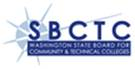 SBCTC
WASHINGTON STATE BOARD FOR
COMMUNITY & TECHNICAL COLLEGES